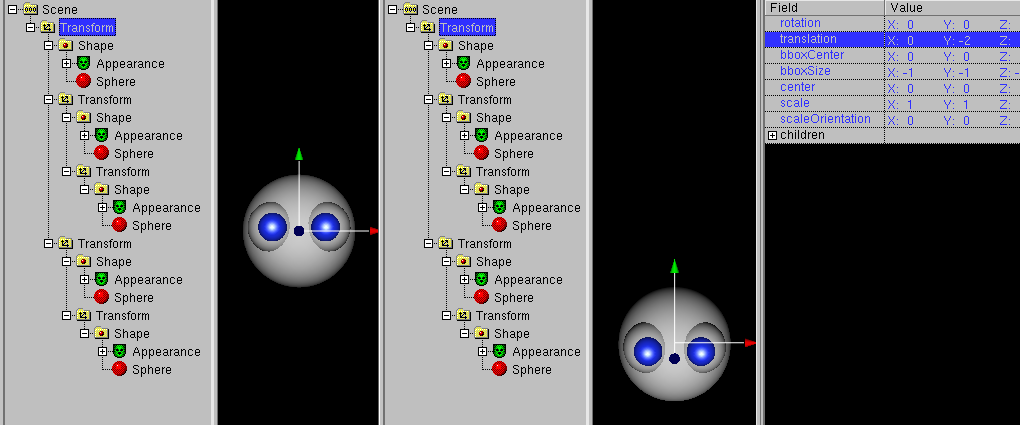 Scene
Transform
Shape
Appearance
Sphere
Transform
Shape
Appearance
Sphere
Transform
Shape
Appearance
Sphere
Transform
Shape
Appearance
Sphere
Transform
Shape
Appearance
Sphere
Scene
Transform
Shape
Appearance
Sphere
Transform
Shape
Appearance
Sphere
Transform
Shape
Appearance
Sphere
Transform
Shape
Appearance
Sphere
Transform
Shape
Appearance
Sphere
Field Value
rotation X: 0 Y: 0 Z:
translation X: 0 Y: -2 Z:
bboxCenter X: 0 Y: 0 Z:
bboxSize X: -1 Y: -1 Z: -
center X: 0 Y: 0 Z:
scale X: 1 Y: 1 Z:
scaleOrientation X: 0 Y: 0 Z:
children